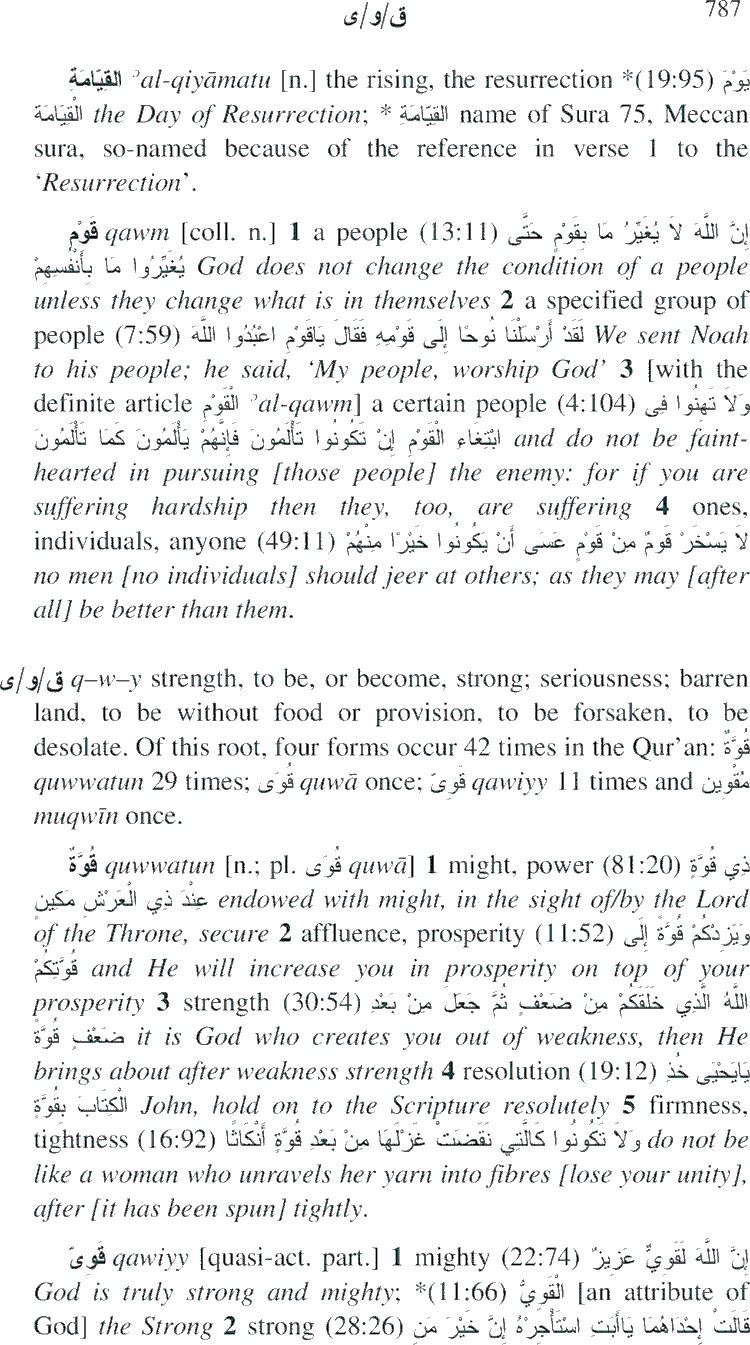 ق/و/ى 787
القِيَامَة ʾal-qiyāmatu [n.] the rising, the resurrection *(19:95) يَوْمَ
الْقِيَامَة the Day of Resurrection; * القِيَامَةِ name of Sura 75, Meccan
sura, so-named because of the reference in verse 1 to the
‘Resurrection’.
قَوْم qawm [coll. n.] 1 a people (13:11) إِنَّ اللَّهَ لاَ يُغَيِّرُ مَا بِقَوْمٍ حَتَّى
يُغَيِّرُوا مَا بِأَنْفُسِهِمْ God does not change the condition of a people
unless they change what is in themselves 2 a specified group of
people (7:59) لَقَدْ أَرْسَلْنَا نُوحًا إِلَى قَوْمِهِ فَقَالَ يَاقَوْمِ اعْبُدُوا اللَّهَ We sent Noah
to his people; he said, ‘My people, worship God’ 3 [with the
definite article الْقَوْمِ ʾal-qawm] a certain people (4:104) وَلاَ تَهِنُوا فِى
ابْتِغَاءِ الْقَوْمِ إِنْ تَكُونُوا تَأْلَمُونَ فَإِنَّهُمْ يَأْلَمُونَ كَمَا تَأْلَمُونَ and do not be faint-
hearted in pursuing [those people] the enemy: for if you are
suffering hardship then they, too, are suffering 4 ones,
individuals, anyone (49:11) لاَ يَسْخَرْ قَومٌ مِنْ قَوْمٍ عَسَى أَنْ يَكُونُوا خَيْرًا مِنْهُمْ
no men [no individuals] should jeer at others; as they may [after
all] be better than them.
ق/و/ى q–w–y strength, to be, or become, strong; seriousness; barren
land, to be without food or provision, to be forsaken, to be
desolate. Of this root, four forms occur 42 times in the Qur’an: قُوَّةٌ
quwwatun 29 times; قُوَى quwā once; قَوِىّ qawiyy 11 times and مُقْوِين
muqwīn once.
قُوَّةٌ quwwatun [n.; pl. قُوَى quwā] 1 might, power (81:20) ذِي قُوَّةٍ
عِنْدَ ذِي الْعَرْشِ مَكِينٍ endowed with might, in the sight of/by the Lord
of the Throne, secure 2 affluence, prosperity (11:52) وَيَزِدْكُمْ قُوَّةً إِلَى
قُوَّتِكُمْ and He will increase you in prosperity on top of your
prosperity 3 strength (30:54) اللَّهُ الَّذِي خَلَقَكُمْ مِنْ ضَعْفٍ ثُمَّ جَعَلَ مِنْ بَعْدِ
ضَعْفٍ قُوَّةً it is God who creates you out of weakness, then He
brings about after weakness strength 4 resolution (19:12) يَايَحْيَى خُذِ
الْكِتَابَ بِقُوَّةٍ John, hold on to the Scripture resolutely 5 firmness,
tightness (16:92) وَلاَ تَكُونُوا كَالَّتِي نَقَضَتْ غَزْلَهَا مِنْ بَعْدِ قُوَّةٍ أَنْكَاثًا do not be
like a woman who unravels her yarn into fibres [lose your unity],
after [it has been spun] tightly.
قَوِىّ qawiyy [quasi-act. part.] 1 mighty (22:74) إِنَّ اللَّهَ لَقَوِيٌّ عَزِيزٌ
God is truly strong and mighty; *(11:66) الْقَوِيُّ [an attribute of
God] the Strong 2 strong (28:26) قَالَتْ إِحْدَاهُمَا يَاأَبَتِ اسْتَأْجِرْهُ إِنَّ خَيْرَ مَنِ